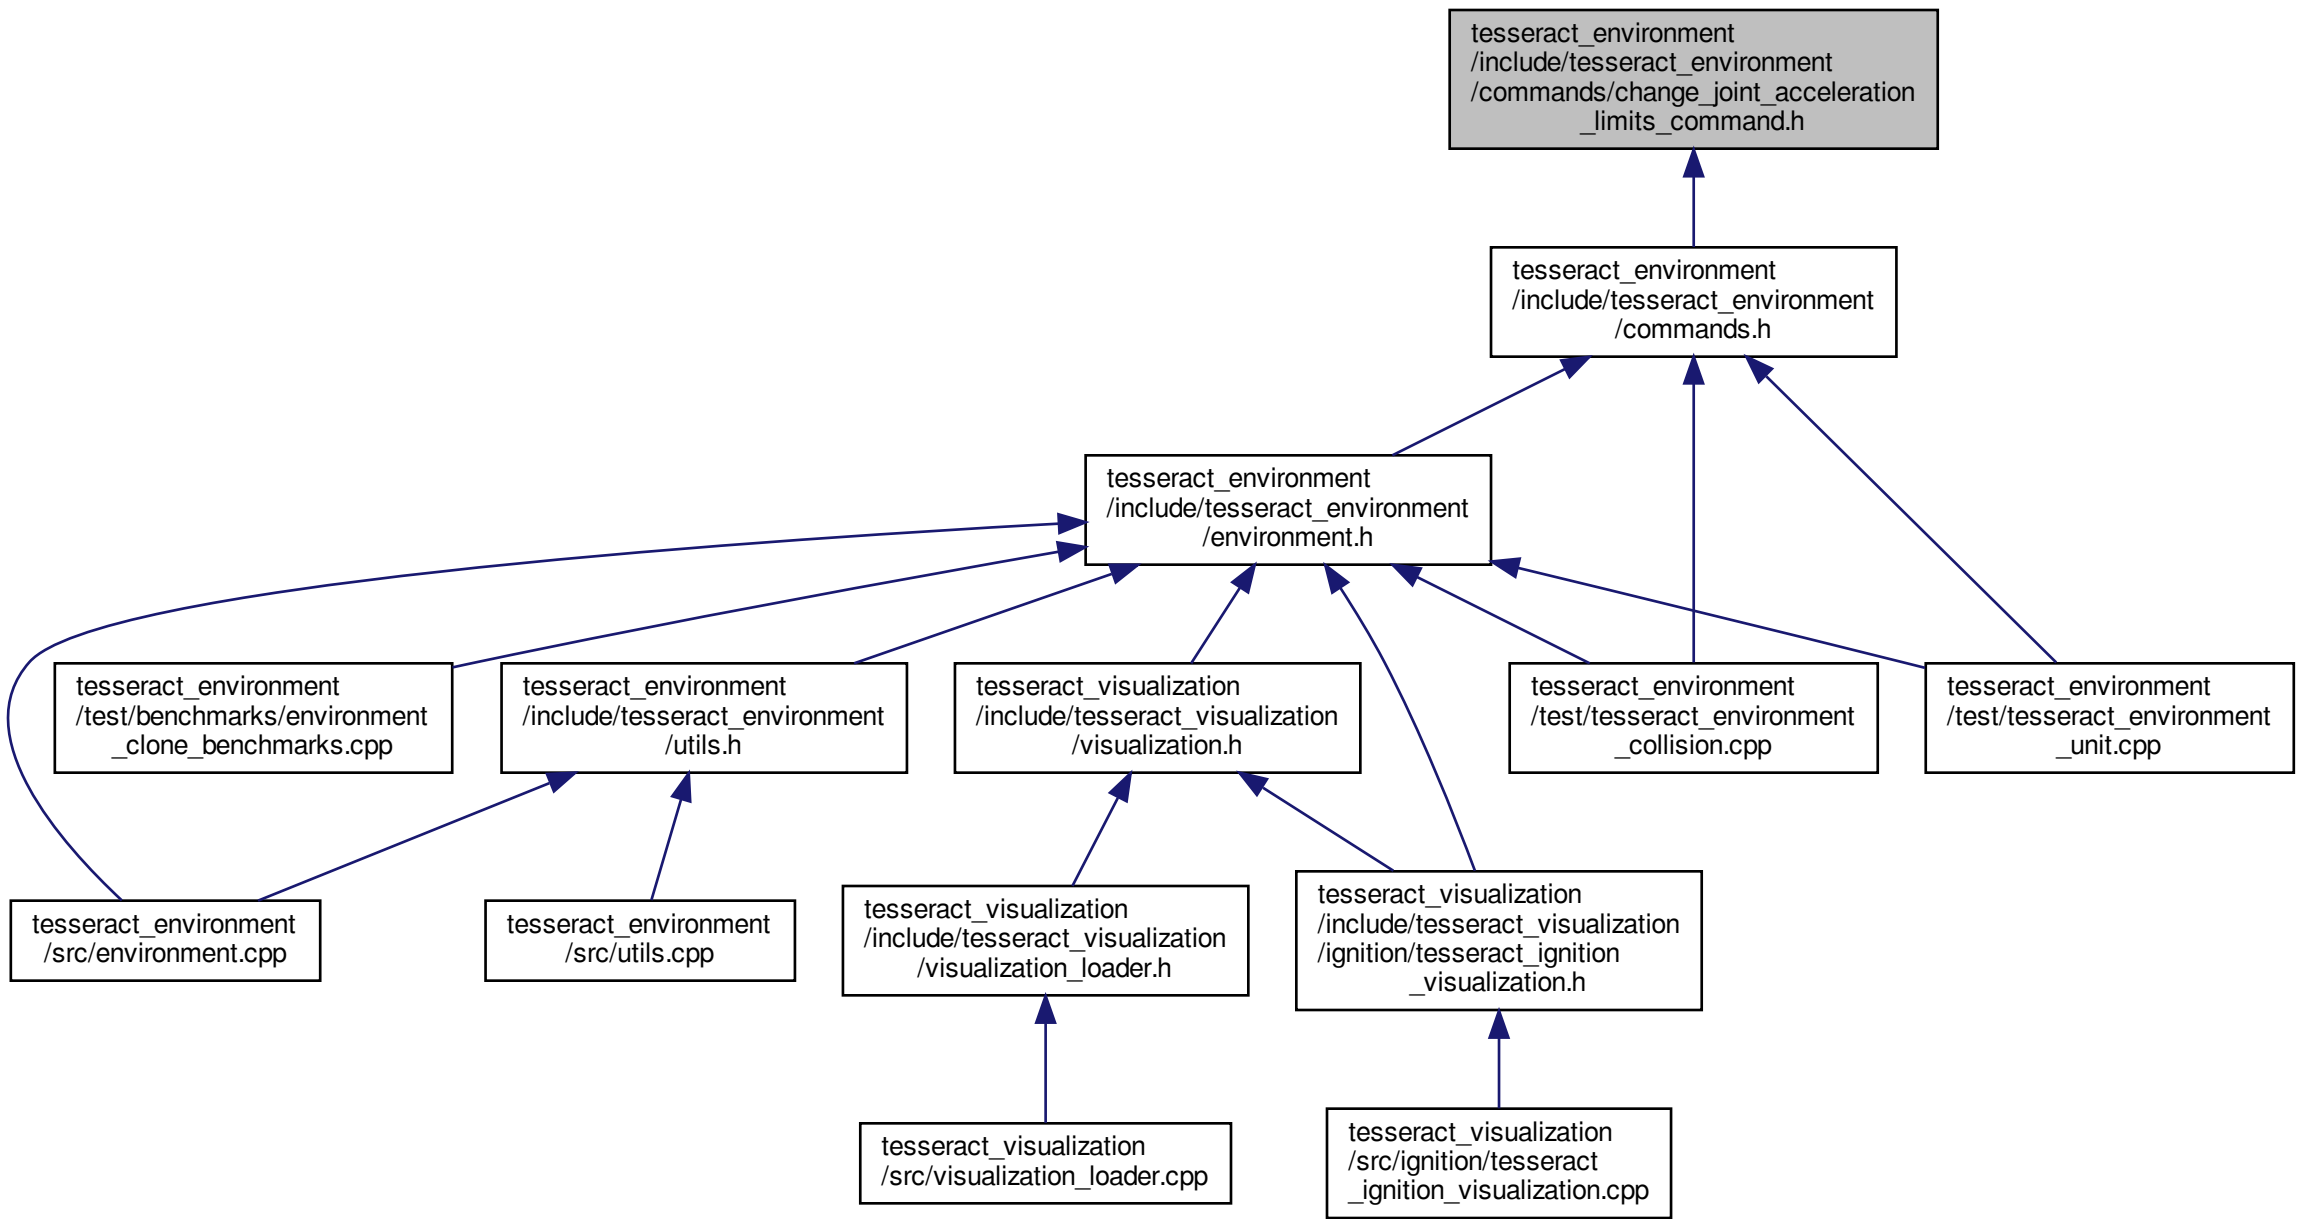 tesseract_environment
/include/tesseract_environment
/commands/change_joint_acceleration
_limits_command.h
tesseract_environment
/include/tesseract_environment
/commands.h
tesseract_environment
/include/tesseract_environment
/environment.h
tesseract_environment
/test/benchmarks/environment
_clone_benchmarks.cpp
tesseract_environment
/include/tesseract_environment
/utils.h
tesseract_visualization
/include/tesseract_visualization
/visualization.h
tesseract_environment
/test/tesseract_environment
_collision.cpp
tesseract_environment
/test/tesseract_environment
_unit.cpp
tesseract_environment
/src/environment.cpp
tesseract_environment
/src/utils.cpp
tesseract_visualization
/include/tesseract_visualization
/visualization_loader.h
tesseract_visualization
/include/tesseract_visualization
/ignition/tesseract_ignition
_visualization.h
tesseract_visualization
/src/visualization_loader.cpp
tesseract_visualization
/src/ignition/tesseract
_ignition_visualization.cpp